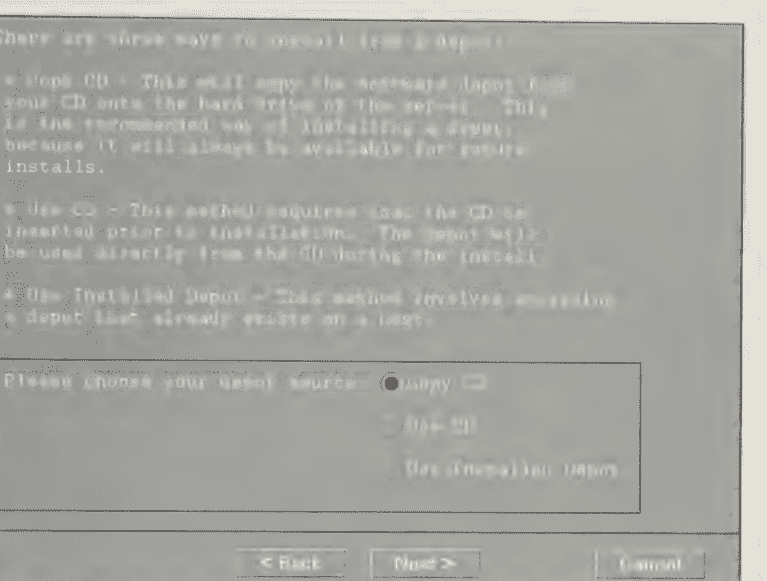 There are three ways to install from a depot:
* Copy CD - This will copy the software depot from
your CD onto the hard drive of the server. This
is the recommended way of installing a depot,
because it will always be available for future
installs.
* Use CD - This method requires that the CD is
inserted prior to installation. The depot will
be used directly from the CD during the install.
* Use Installed Depot - This method involves
a depot that already exists on a host.
Please choose your depot source: Copy CD
Use CD
Use Installed Depot
< Back Next > Cancel